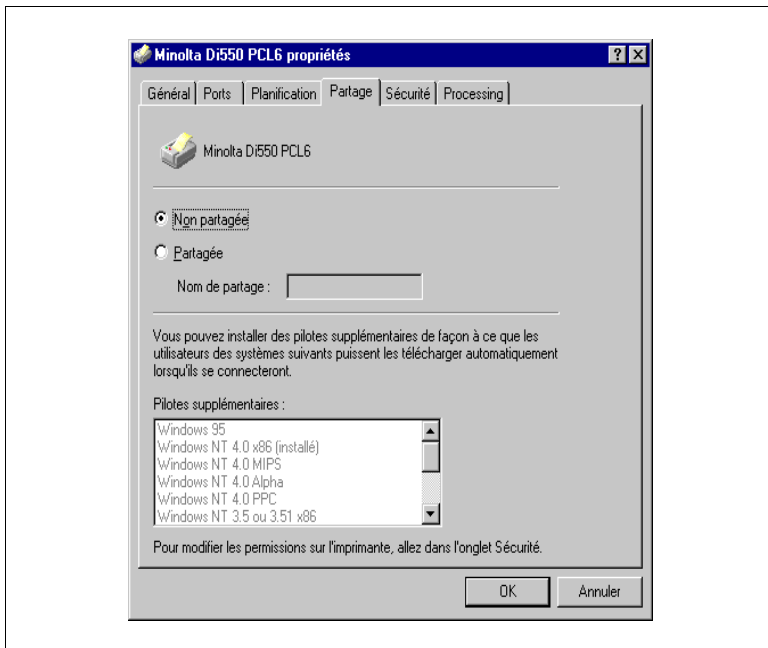 Minolta Di550 PCL6 propriétés
Général Ports Planification Partage Sécurité Processing
Minolta Di550 PCL6
Non partagée
Partagée
Nom de partage :
Vous pouvez installer des pilotes supplémentaires de façon à ce que les
utilisateurs des systèmes suivants puissent les télécharger automatiquement
lorsqu'ils se connecteront.
Pilotes supplémentaires :
Windows 95
Windows NT 4.0 x86 (installé)
Windows NT 4.0 MIPS
Windows NT 4.0 Alpha
Windows NT 4.0 PPC
Windows NT 3.5 ou 3.51 x86
Pour modifier les permissions sur l'imprimante, allez dans l'onglet Sécurité.
OK Annuler